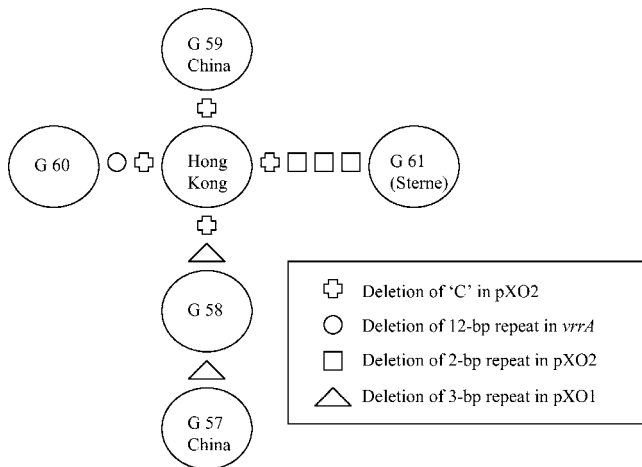 G 59
China
G 60
Hong
Kong
G 61
(Sterne)
G 58
G 57
China
Deletion of ‘C’ in pXO2
Deletion of 12-bp repeat in vrrA
Deletion of 2-bp repeat in pXO2
Deletion of 3-bp repeat in pXO1